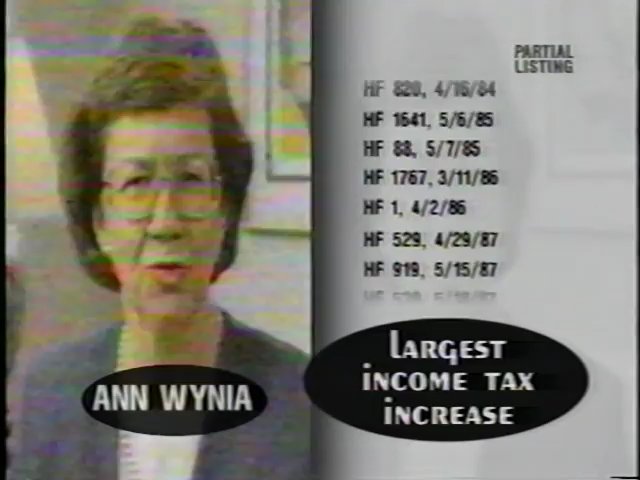 PARTIAL
LISTING
HF 820, 4/16/84
HF 1641, 5/6/85
HF 88, 5/7/85
HF 1767, 3/11/86
HF 1, 4/2/86
HF 529, 4/29/87
HF 919, 5/15/87
LARGEST
INCOME TAX
INCREASE
ANN WYNIA